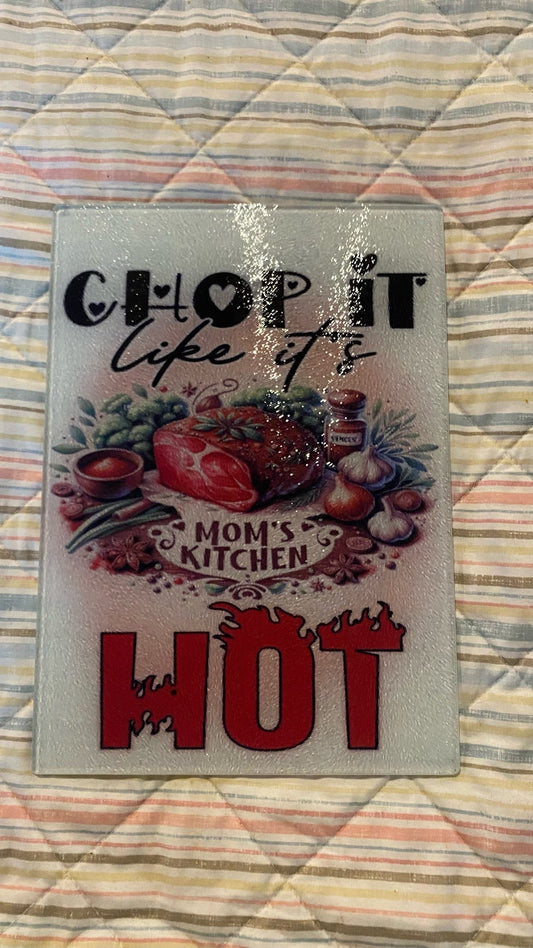 CHOP iT
like it's
MOM'S
KITCHEN
HOT